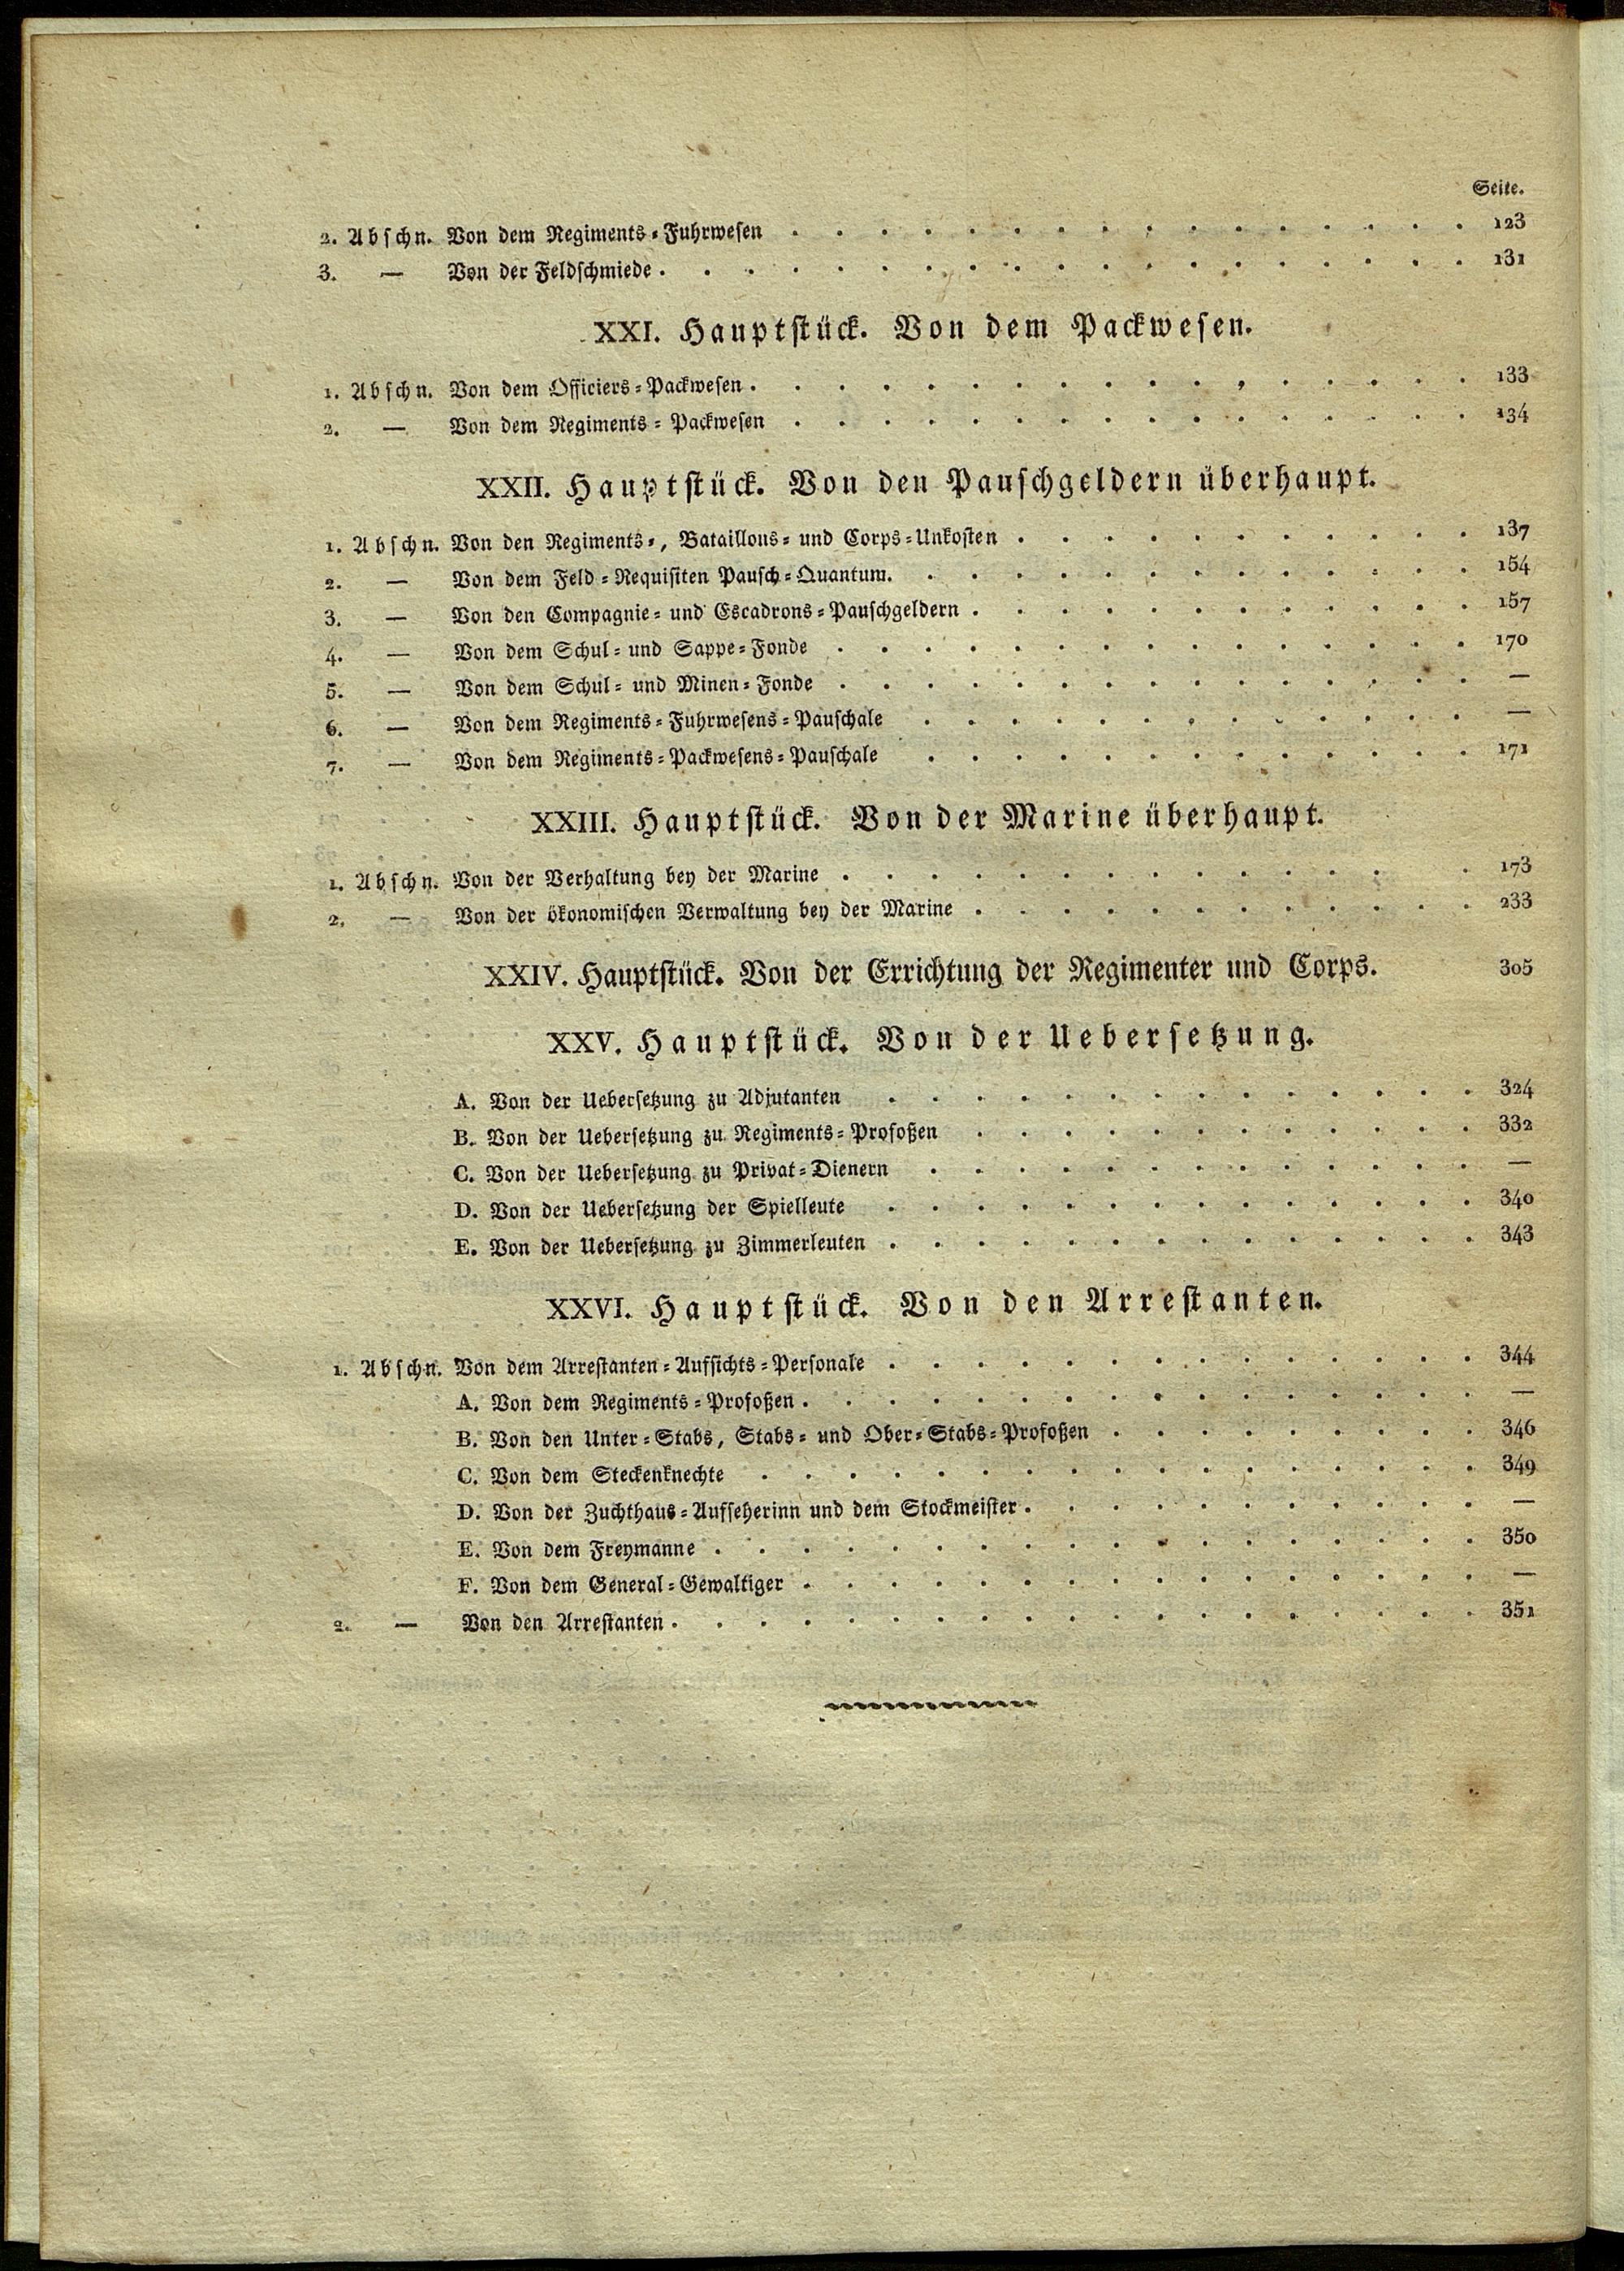 Seite.
2. Abschn. Von dem Regiments-Fuhrwesen . . . . . . . . . . . . . . . . 123
3. — Von der Feldschmiede . . . . . . . . . . . . . . . . . . . 131
XXI. Hauptstück. Von dem Packwesen.
1. Abschn. Von dem Officiers-Packwesen . . . . . . . . . . . . . . . . . 133
2. — Von dem Regiments-Packwesen . . . . . . . . . . . . . . . . 134
XXII. Hauptstück. Von den Pauschgeldern überhaupt.
1. Abschn. Von den Regiments-, Bataillons- und Corps-Unkosten . . . . . . . . . . . 137
2. — Von dem Feld-Requisiten Pausch-Quantum. . . . . . . . . . . . . . 154
3. — Von den Compagnie- und Escadrons-Pauschgeldern . . . . . . . . . . . . 157
4. — Von dem Schul- und Sappe-Fonde . . . . . . . . . . . . . . . 170
5. — Von dem Schul- und Minen-Fonde . . . . . . . . . . . . . . . —
6. — Von dem Regiments-Fuhrwesens-Pauschale . . . . . . . . . . . . . —
7. — Von dem Regiments-Packwesens-Pauschale . . . . . . . . . . . . . 171
XXIII. Hauptstück. Von der Marine überhaupt.
1. Abschn. Von der Verhaltung bey der Marine . . . . . . . . . . . . . . 173
2. — Von der ökonomischen Verwaltung bey der Marine . . . . . . . . . . . . 233
XXIV. Hauptstück. Von der Errichtung der Regimenter und Corps. 305
XXV. Hauptstück. Von der Uebersetzung.
A. Von der Uebersetzung zu Adjutanten . . . . . . . . . . . . . . 324
B. Von der Uebersetzung zu Regiments-Profoßen . . . . . . . . . . . . 332
C. Von der Uebersetzung zu Privat-Dienern . . . . . . . . . . . . . —
D. Von der Uebersetzung der Spielleute . . . . . . . . . . . . . . 340
E. Von der Uebersetzung zu Zimmerleuten . . . . . . . . . . . . . . 343
XXVI. Hauptstück. Von den Arrestanten.
1. Abschn. Von dem Arrestanten-Aufsichts-Personale . . . . . . . . . . . . . . 344
A. Von dem Regiments-Profoßen . . . . . . . . . . . . . . . . —
B. Von den Unter-Stabs, Stabs- und Ober-Stabs-Profoßen . . . . . . . . . 346
C. Von dem Steckenknechte . . . . . . . . . . . . . . . . . 349
D. Von der Zuchthaus-Aufseherinn und dem Stockmeister . . . . . . . . . . . —
E. Von dem Freymanne . . . . . . . . . . . . . . . . . . 350
F. Von dem General-Gewaltiger . . . . . . . . . . . . . . . . —
2. — Von den Arrestanten . . . . . . . . . . . . . . . . . . . 351